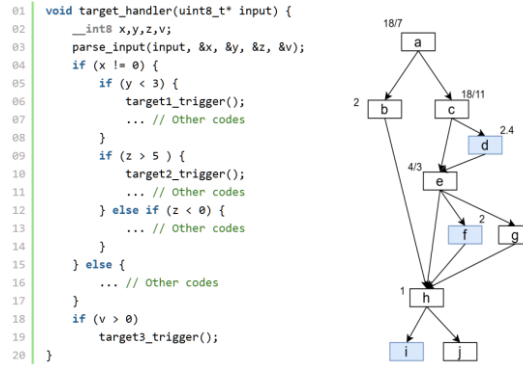 01 void target_handler(uint8_t* input) {
02 __int8 x,y,z,v;
03 parse_input(input, &x, &y, &z, &v);
04 if (x != 0) {
05 if (y < 3) {
06 target1_trigger();
07 ... // Other codes
08 }
09 if (z > 5 ) {
10 target2_trigger();
11 ... // Other codes
12 } else if (z < 0) {
13 ... // Other codes
14 }
15 } else {
16 ... // Other codes
17 }
18 if (v > 0)
19 target3_trigger();
20 }
18/7
a
2
b
18/11
c
2.4
d
4/3
e
2
f
g
1
h
i
j